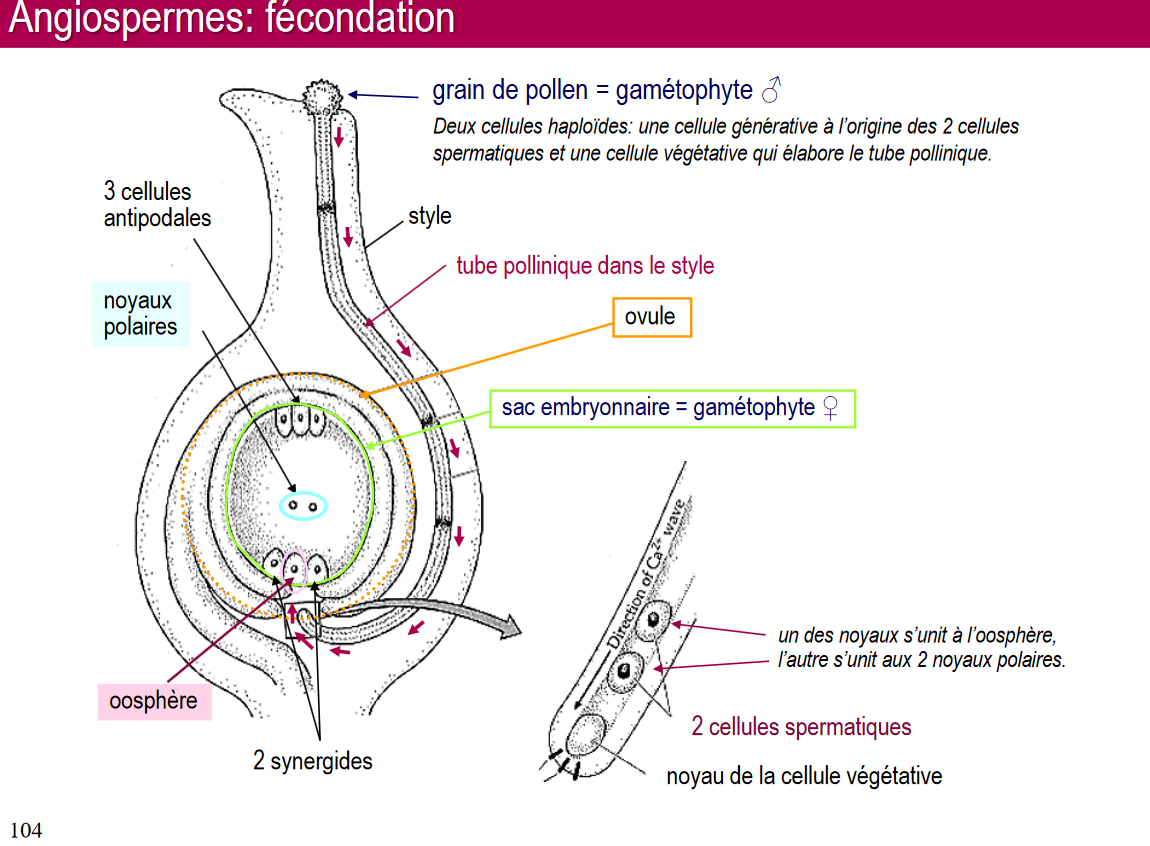 Angiospermes: fécondation
grain de pollen = gamétophyte ♂
Deux cellules haploïdes: une cellule générative à l’origine des 2 cellules
spermatiques et une cellule végétative qui élabore le tube pollinique.
3 cellules
antipodales
style
tube pollinique dans le style
noyaux
polaires
ovule
sac embryonnaire = gamétophyte ♀
Direction of Ca2+ wave
un des noyaux s’unit à l’oosphère,
l’autre s’unit aux 2 noyaux polaires.
oosphère
2 cellules spermatiques
2 synergides
noyau de la cellule végétative
104